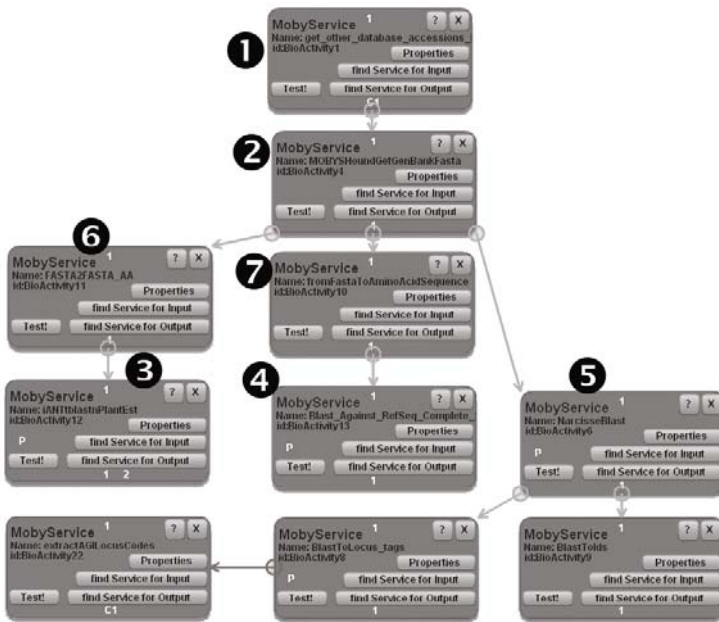 1
1
? X
MobyService
Name: get_other_database_accessions_
id:BioActivity1
Properties
find Service for Input
Test! find Service for Output
C1
2
1
? X
MobyService
Name: MOBYSHoundGetGenBankFasta
id:BioActivity4
Properties
find Service for Input
Test! find Service for Output
1
6
1
? X
MobyService
Name: FASTA2FASTA_AA
id:BioActivity11
Properties
find Service for Input
Test! find Service for Output
1
7
1
? X
MobyService
Name: fromFastaToAminoAcidSequence
id:BioActivity10
Properties
find Service for Input
Test! find Service for Output
1
3
1
? X
MobyService
Name: iANTtblastnPlantEst
id:BioActivity12
Properties
P find Service for Input
Test! find Service for Output
1 2
4
1
? X
MobyService
Name: Blast_Against_RefSeq_Complete_
id:BioActivity13
Properties
P find Service for Input
Test! find Service for Output
1
5
1
? X
MobyService
Name: NarcisseBlast
id:BioActivity6
Properties
P find Service for Input
Test! find Service for Output
1
1
? X
MobyService
Name: extractAGILocusCodes
id:BioActivity22
Properties
find Service for Input
Test! find Service for Output
C1
1
? X
MobyService
Name: BlastToLocus_tags
id:BioActivity8
Properties
P find Service for Input
Test! find Service for Output
1
1
? X
MobyService
Name: BlastToIds
id:BioActivity9
Properties
find Service for Input
Test! find Service for Output
1